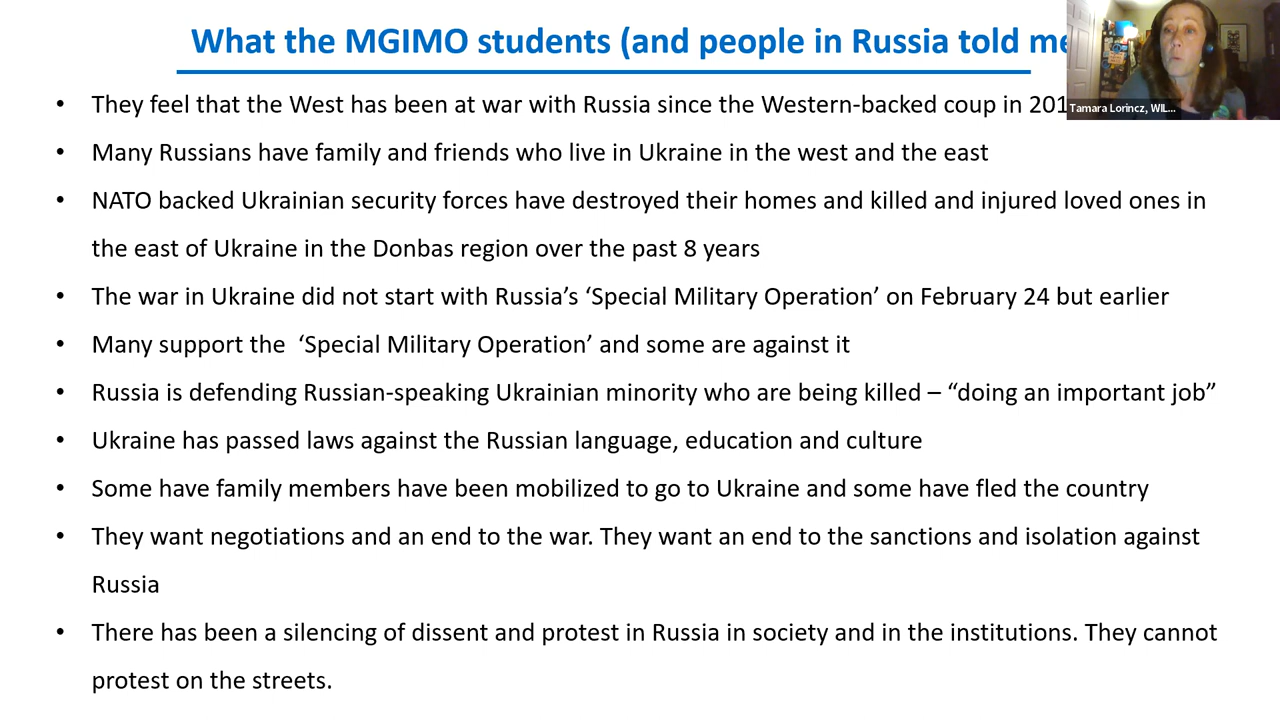 What the MGIMO students (and people in Russia told me
Tamara Lorincz, WIL...
• They feel that the West has been at war with Russia since the Western-backed coup in 201
• Many Russians have family and friends who live in Ukraine in the west and the east
• NATO backed Ukrainian security forces have destroyed their homes and killed and injured loved ones in
the east of Ukraine in the Donbas region over the past 8 years
• The war in Ukraine did not start with Russia’s ‘Special Military Operation’ on February 24 but earlier
• Many support the ‘Special Military Operation’ and some are against it
• Russia is defending Russian-speaking Ukrainian minority who are being killed – “doing an important job”
• Ukraine has passed laws against the Russian language, education and culture
• Some have family members have been mobilized to go to Ukraine and some have fled the country
• They want negotiations and an end to the war. They want an end to the sanctions and isolation against
Russia
• There has been a silencing of dissent and protest in Russia in society and in the institutions. They cannot
protest on the streets.